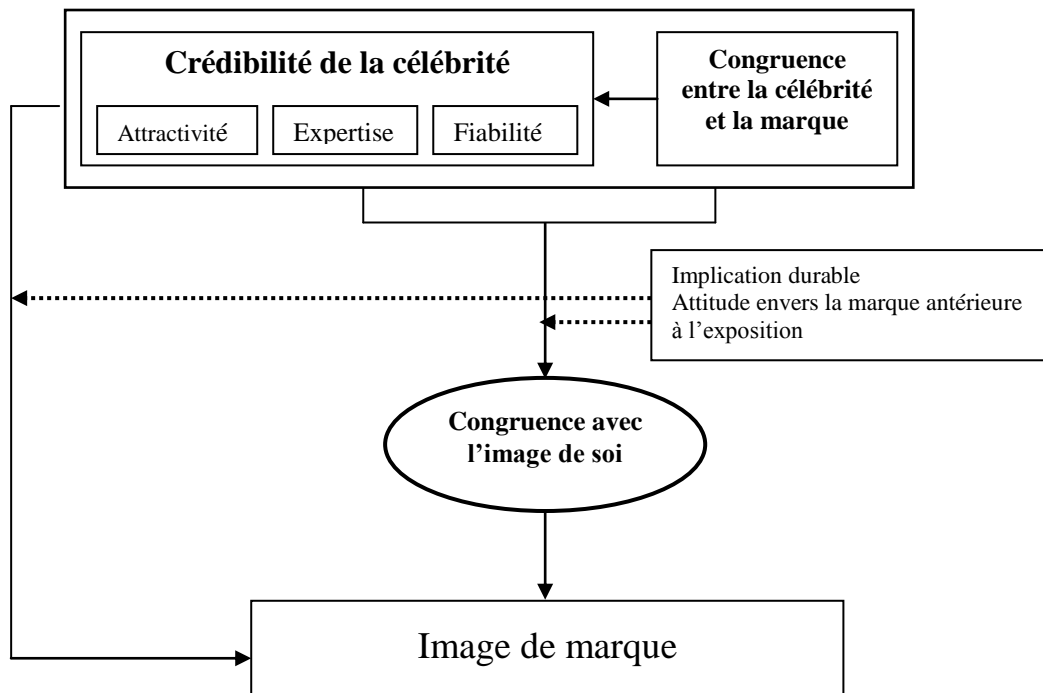 Crédibilité de la célébrité
Attractivité
Expertise
Fiabilité
Congruence
entre la célébrité
et la marque
Implication durable
Attitude envers la marque antérieure
à l’exposition
Congruence avec
l’image de soi
Image de marque